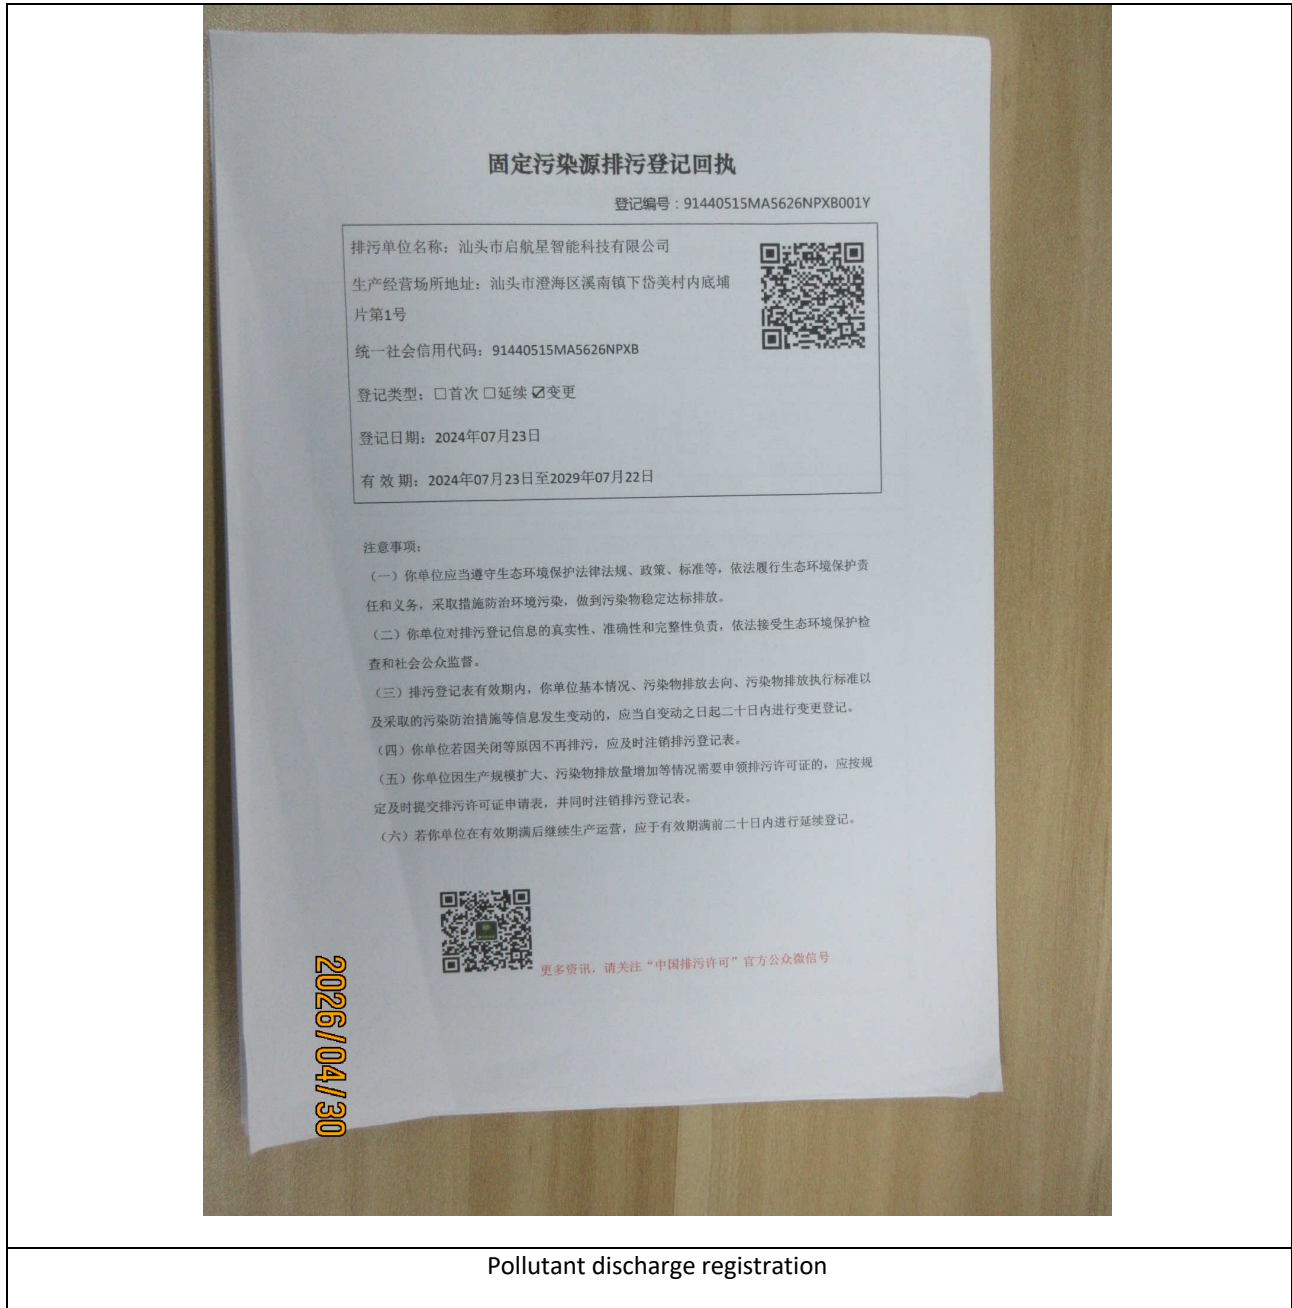 固定污染源排污登记回执
登记编号：91440515MA5626NPXB001Y
排污单位名称：汕头市启航星智能科技有限公司
生产经营场所地址：汕头市澄海区溪南镇下岱美村内底埔
片第1号
统一社会信用代码：91440515MA5626NPXB
登记类型：□首次 □延续 ☑变更
登记日期：2024年07月23日
有 效 期：2024年07月23日至2029年07月22日
注意事项：
（一）你单位应当遵守生态环境保护法律法规、政策、标准等，依法履行生态环境保护责
任和义务，采取措施防治环境污染，做到污染物稳定达标排放。
（二）你单位对排污登记信息的真实性、准确性和完整性负责，依法接受生态环境保护检
查和社会公众监督。
（三）排污登记表有效期内，你单位基本情况、污染物排放去向、污染物排放执行标准以
及采取的污染防治措施等信息发生变动的，应当自变动之日起二十日内进行变更登记。
（四）你单位若因关闭等原因不再排污，应及时注销排污登记表。
（五）你单位因生产规模扩大、污染物排放量增加等情况需要申领排污许可证的，应按规
定及时提交排污许可证申请表，并同时注销排污登记表。
（六）若你单位在有效期满后继续生产运营，应于有效期满前二十日内进行延续登记。
更多资讯，请关注“中国排污许可”官方公众微信号
2026/04/30
Pollutant discharge registration